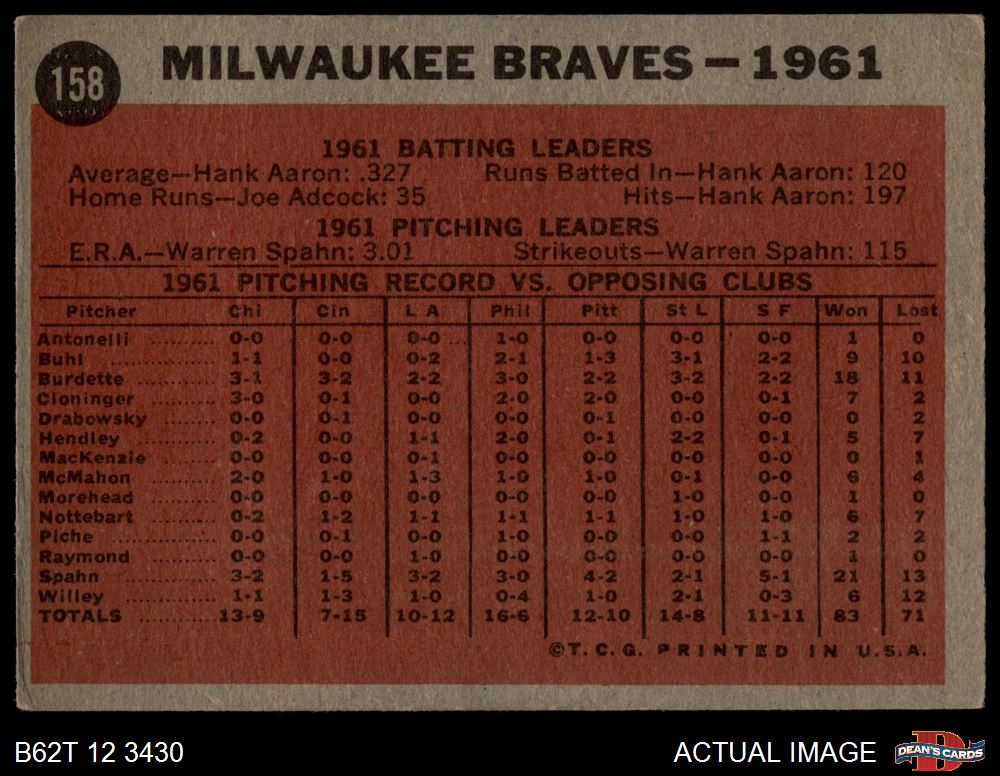 158
MILWAUKEE BRAVES — 1961
1961 BATTING LEADERS
Average—Hank Aaron: .327 Runs Batted In—Hank Aaron: 120
Home Runs—Joe Adcock: 35 Hits—Hank Aaron: 197
1961 PITCHING LEADERS
E.R.A.—Warren Spahn: 3.01 Strikeouts—Warren Spahn: 115
1961 PITCHING RECORD VS. OPPOSING CLUBS
Pitcher Chi Cin L A Phil Pitt St L S F Won Lost
Antonelli 0-0 0-0 0-0 1-0 0-0 0-0 0-0 1 0
Buhl 1-1 0-0 0-2 2-1 1-3 3-1 2-2 9 10
Burdette 3-1 3-2 2-2 3-0 2-2 3-2 2-2 18 11
Cloninger 3-0 0-1 0-0 2-0 2-0 0-0 0-1 7 2
Drabowsky 0-0 0-1 0-0 0-0 0-1 0-0 0-0 0 2
Hendley 0-2 0-0 1-1 2-0 0-1 2-2 0-1 5 7
MacKenzie 0-0 0-0 0-1 0-0 0-0 0-0 0-0 0 1
McMahon 2-0 1-0 1-3 1-0 1-0 0-1 0-0 6 4
Morehead 0-0 0-0 0-0 0-0 0-0 1-0 0-0 1 0
Nottebart 0-2 1-2 1-1 1-1 1-1 1-0 1-0 6 7
Piche 0-0 0-1 0-0 1-0 0-0 0-0 1-1 2 2
Raymond 0-0 0-0 1-0 0-0 0-0 0-0 0-0 1 0
Spahn 3-2 1-5 3-2 3-0 4-2 2-1 5-1 21 13
Willey 1-1 1-3 1-0 0-4 1-0 2-1 0-3 6 12
TOTALS 13-9 7-15 10-12 16-6 12-10 14-8 11-11 83 71
©T. C. G. PRINTED IN U.S.A.
B62T 12 3430 ACTUAL IMAGE DEAN'S CARDS